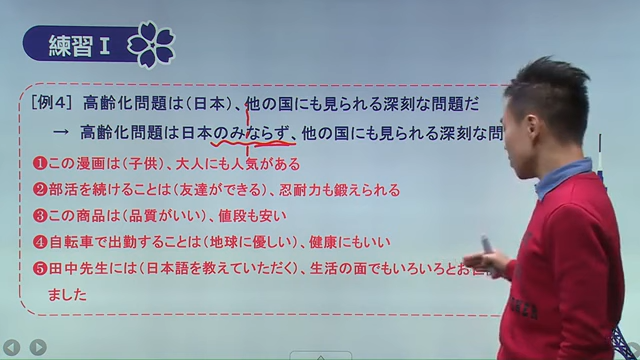 練習Ⅰ
[例4] 高齢化問題は(日本)、他の国にも見られる深刻な問題だ
→ 高齢化問題は日本のみならず、他の国にも見られる深刻な問
❶この漫画は(子供)、大人にも人気がある
❷部活を続けることは(友達ができる)、忍耐力も鍛えられる
❸この商品は(品質がいい)、値段も安い
❹自転車で出勤することは(地球に優しい)、健康にもいい
❺田中先生には(日本語を教えていただく)、生活の面でもいろいろとお
ました